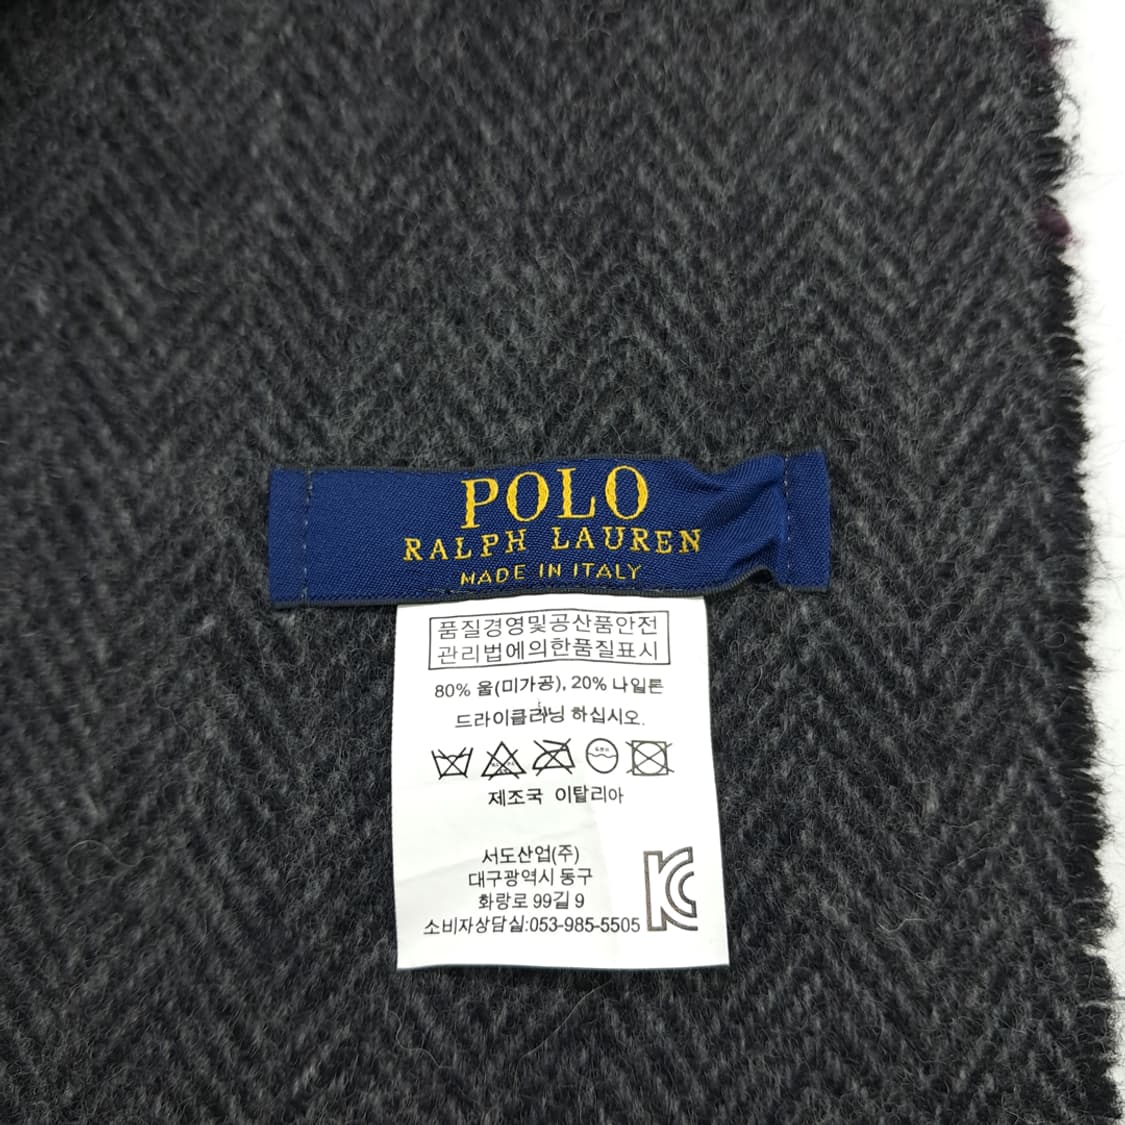 POLO
RALPH LAUREN
MADE IN ITALY
품질경영및공산품안전
관리법에의한품질표시
80% 울(미가공), 20% 나일론
드라이클리닝 하십시오.
제조국 이탈리아
서도산업(주)
대구광역시 동구
화랑로 99길 9
소비자상담실:053-985-5505